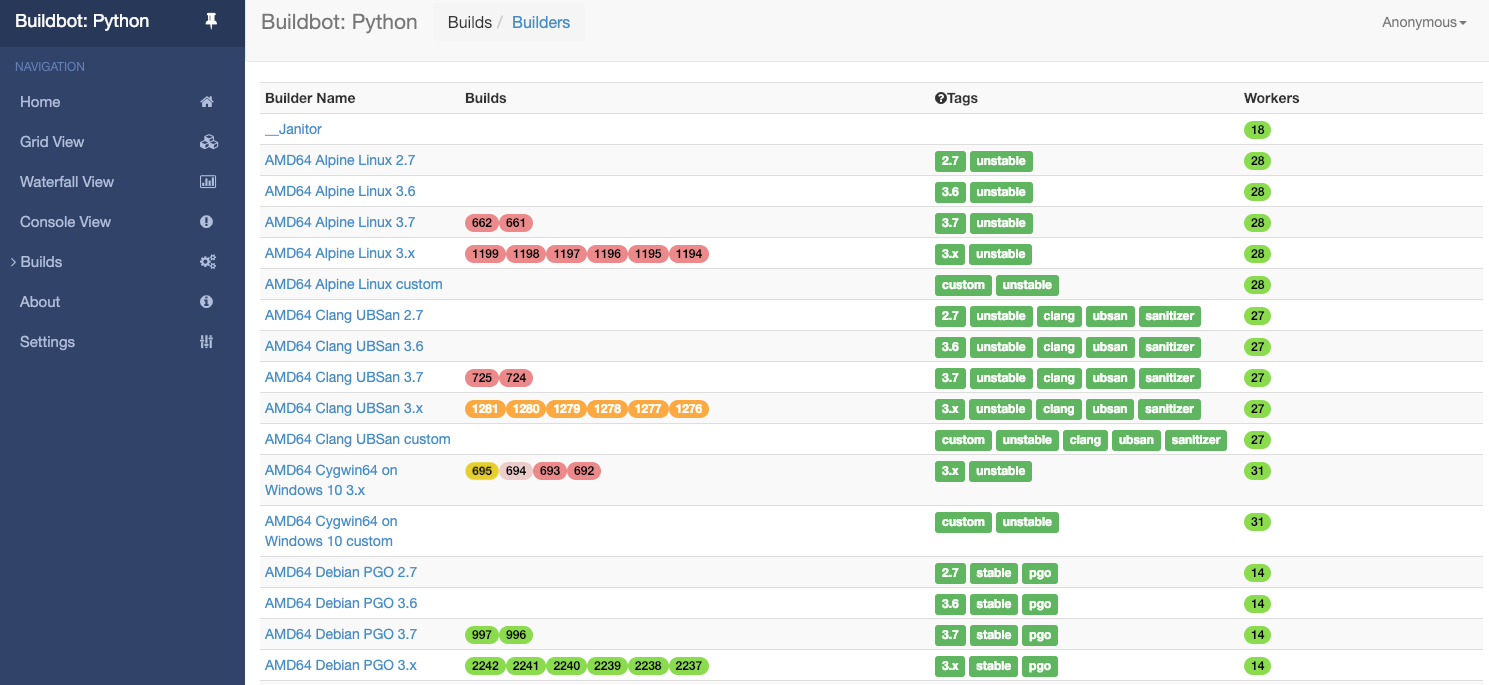 Buildbot: Python
NAVIGATION
Home
Grid View
Waterfall View
Console View
Builds
About
Settings
Buildbot: Python Builds / Builders Anonymous
Builder Name Builds Tags Workers
__Janitor 18
AMD64 Alpine Linux 2.7 2.7 unstable 28
AMD64 Alpine Linux 3.6 3.6 unstable 28
AMD64 Alpine Linux 3.7 662 661 3.7 unstable 28
AMD64 Alpine Linux 3.x 1199 1198 1197 1196 1195 1194 3.x unstable 28
AMD64 Alpine Linux custom custom unstable 28
AMD64 Clang UBSan 2.7 2.7 unstable clang ubsan sanitizer 27
AMD64 Clang UBSan 3.6 3.6 unstable clang ubsan sanitizer 27
AMD64 Clang UBSan 3.7 725 724 3.7 unstable clang ubsan sanitizer 27
AMD64 Clang UBSan 3.x 1281 1280 1279 1278 1277 1276 3.x unstable clang ubsan sanitizer 27
AMD64 Clang UBSan custom custom unstable clang ubsan sanitizer 27
AMD64 Cygwin64 on 695 694 693 692 3.x unstable 31
Windows 10 3.x
AMD64 Cygwin64 on custom unstable 31
Windows 10 custom
AMD64 Debian PGO 2.7 2.7 stable pgo 14
AMD64 Debian PGO 3.6 3.6 stable pgo 14
AMD64 Debian PGO 3.7 997 996 3.7 stable pgo 14
AMD64 Debian PGO 3.x 2242 2241 2240 2239 2238 2237 3.x stable pgo 14